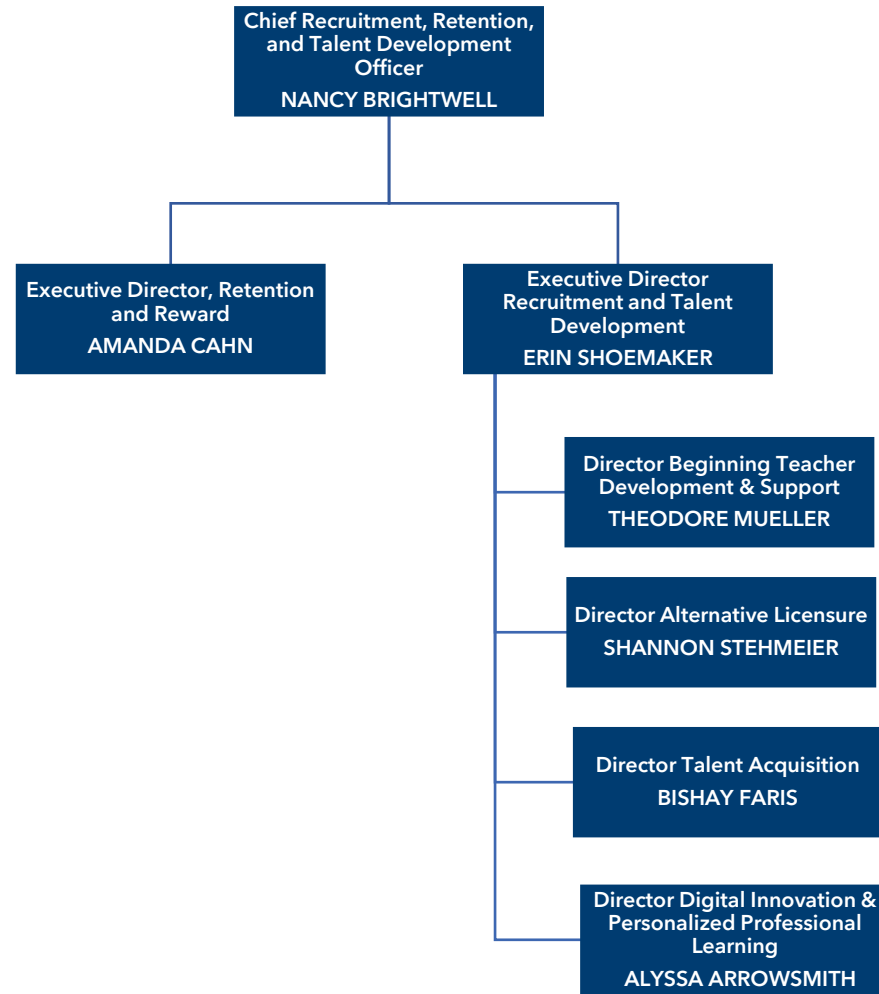 Chief Recruitment, Retention,
and Talent Development
Officer
NANCY BRIGHTWELL
Executive Director, Retention
and Reward
AMANDA CAHN
Executive Director
Recruitment and Talent
Development
ERIN SHOEMAKER
Director Beginning Teacher
Development & Support
THEODORE MUELLER
Director Alternative Licensure
SHANNON STEHMEIER
Director Talent Acquisition
BISHAY FARIS
Director Digital Innovation &
Personalized Professional
Learning
ALYSSA ARROWSMITH